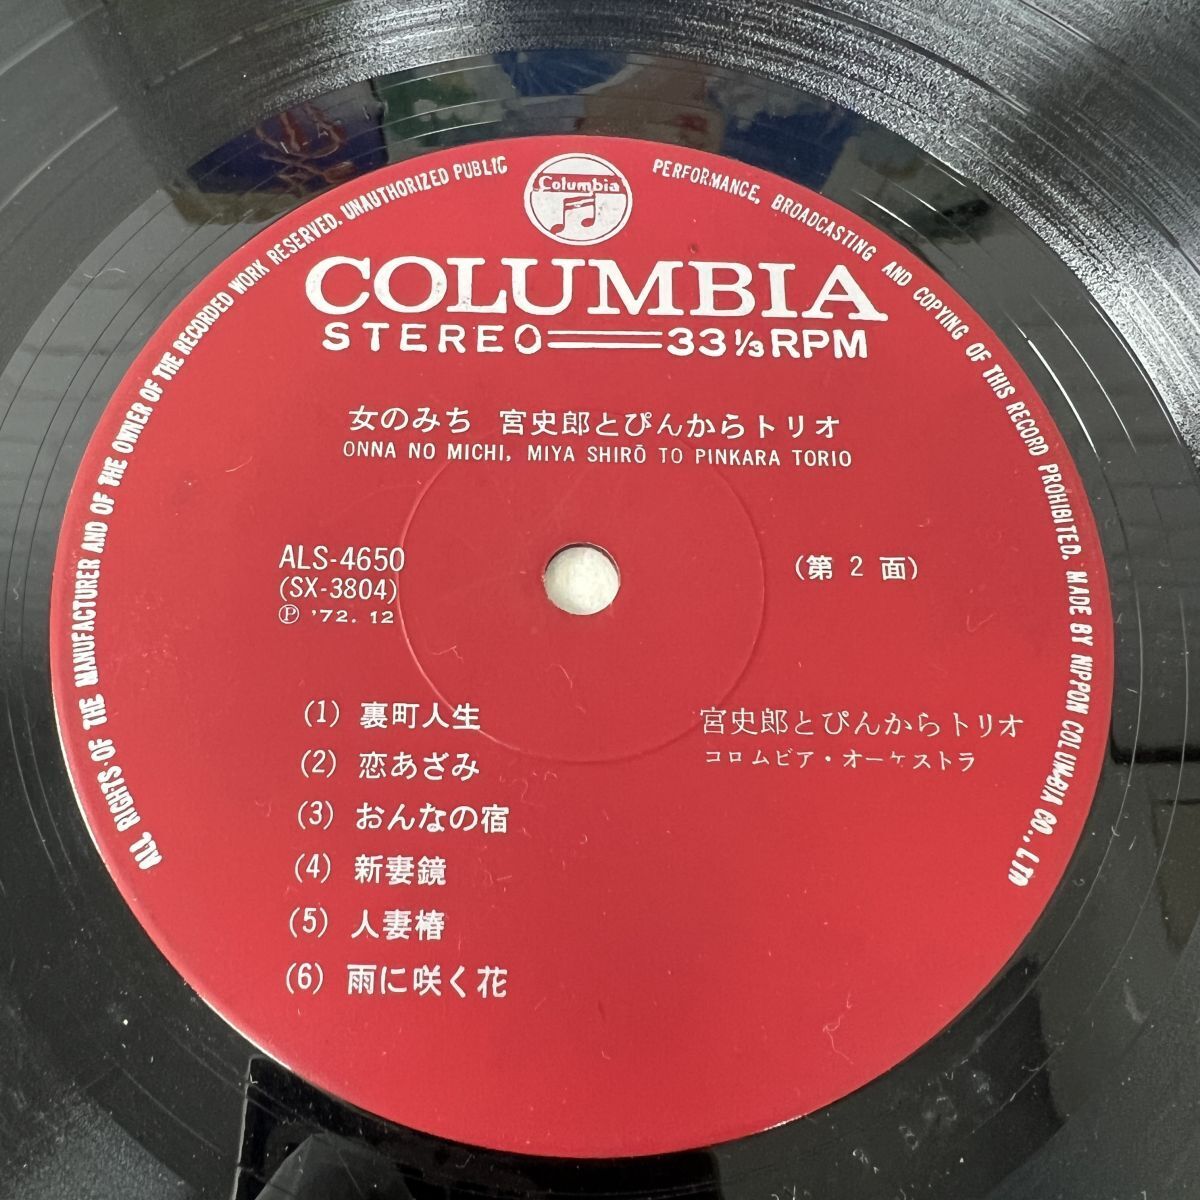 ALL RIGHTS OF THE MANUFACTURER AND OF THE OWNER OF THE RECORDED WORK RESERVED. UNAUTHORIZED PUBLIC PERFORMANCE, BROADCASTING AND COPYING OF THIS RECORD PROHIBITED. MADE BY NIPPON COLUMBIA CO., LTD
Columbia
COLUMBIA
STEREO 33 1/3 RPM
女のみち 宮史郎とぴんからトリオ
ONNA NO MICHI, MIYA SHIRŌ TO PINKARA TORIO
ALS-4650
(SX-3804)
Ⓟ '72. 12
(第 2 面)
(1) 裏町人生
(2) 恋あざみ
(3) おんなの宿
(4) 新妻鏡
(5) 人妻椿
(6) 雨に咲く花
宮史郎とぴんからトリオ
コロムビア・オーケストラ